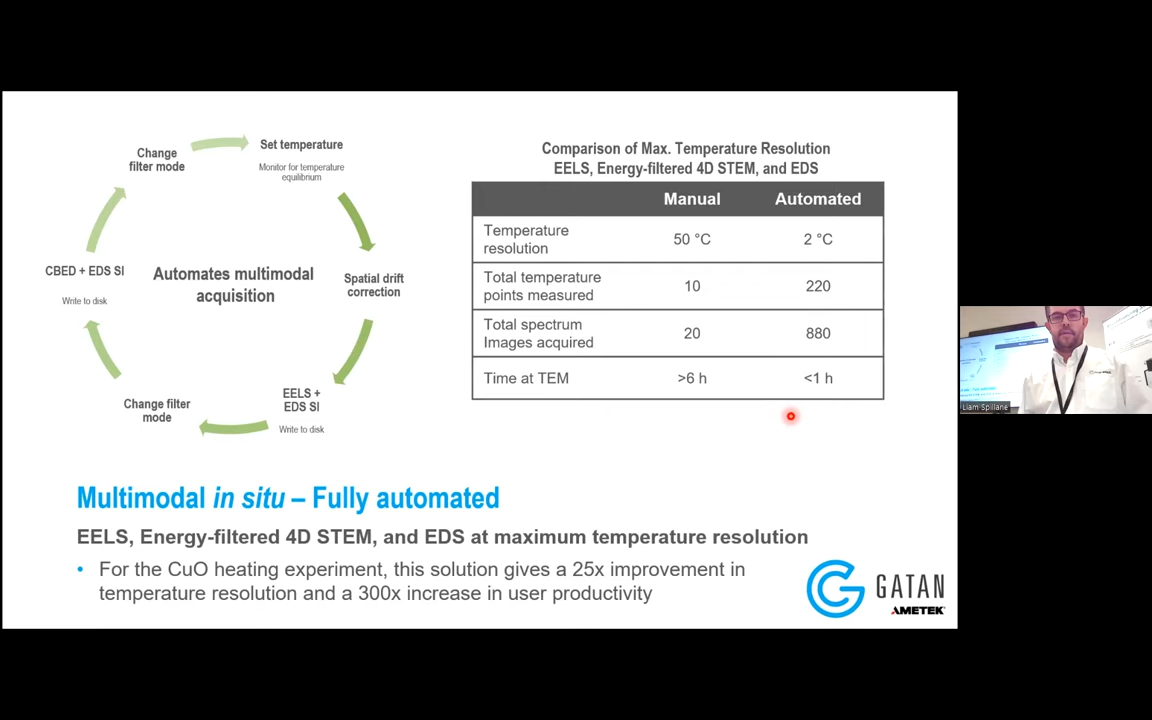 Change
filter mode
Set temperature
Monitor for temperature
equilibrium
Spatial drift
correction
EELS +
EDS SI
Write to disk
Change filter
mode
CBED + EDS SI
Write to disk
Automates multimodal
acquisition
Comparison of Max. Temperature Resolution
EELS, Energy-filtered 4D STEM, and EDS
Manual Automated
Temperature
resolution 50 °C 2 °C
Total temperature
points measured 10 220
Total spectrum
Images acquired 20 880
Time at TEM >6 h <1 h
Multimodal in situ – Fully automated
EELS, Energy-filtered 4D STEM, and EDS at maximum temperature resolution
• For the CuO heating experiment, this solution gives a 25x improvement in
temperature resolution and a 300x increase in user productivity
GATAN
AMETEK
Liam Spillane